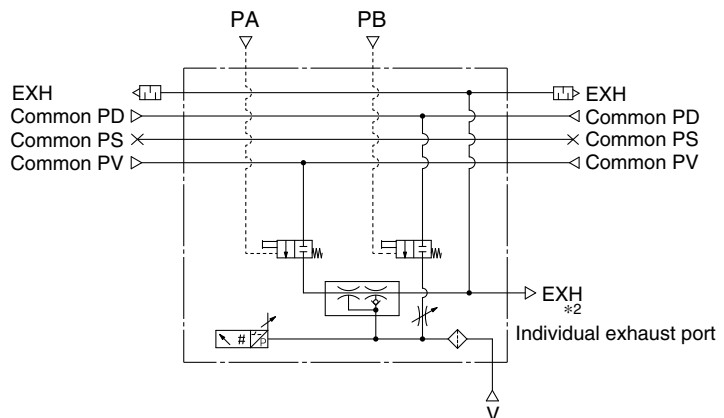 PA PB
EXH EXH
Common PD Common PD
Common PS Common PS
Common PV Common PV
EXH
*2
Individual exhaust port
# P
V